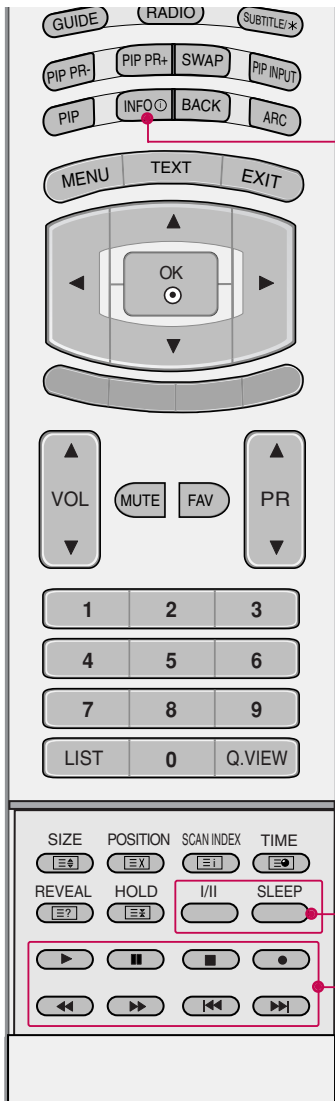 GUIDE RADIO SUBTITLE/*
PIP PR- PIP PR+ SWAP PIP INPUT
PIP INFO i BACK ARC
MENU TEXT EXIT
OK
VOL MUTE FAV PR
1 2 3
4 5 6
7 8 9
LIST 0 Q.VIEW
SIZE POSITION SCAN INDEX TIME
REVEAL HOLD I/II SLEEP